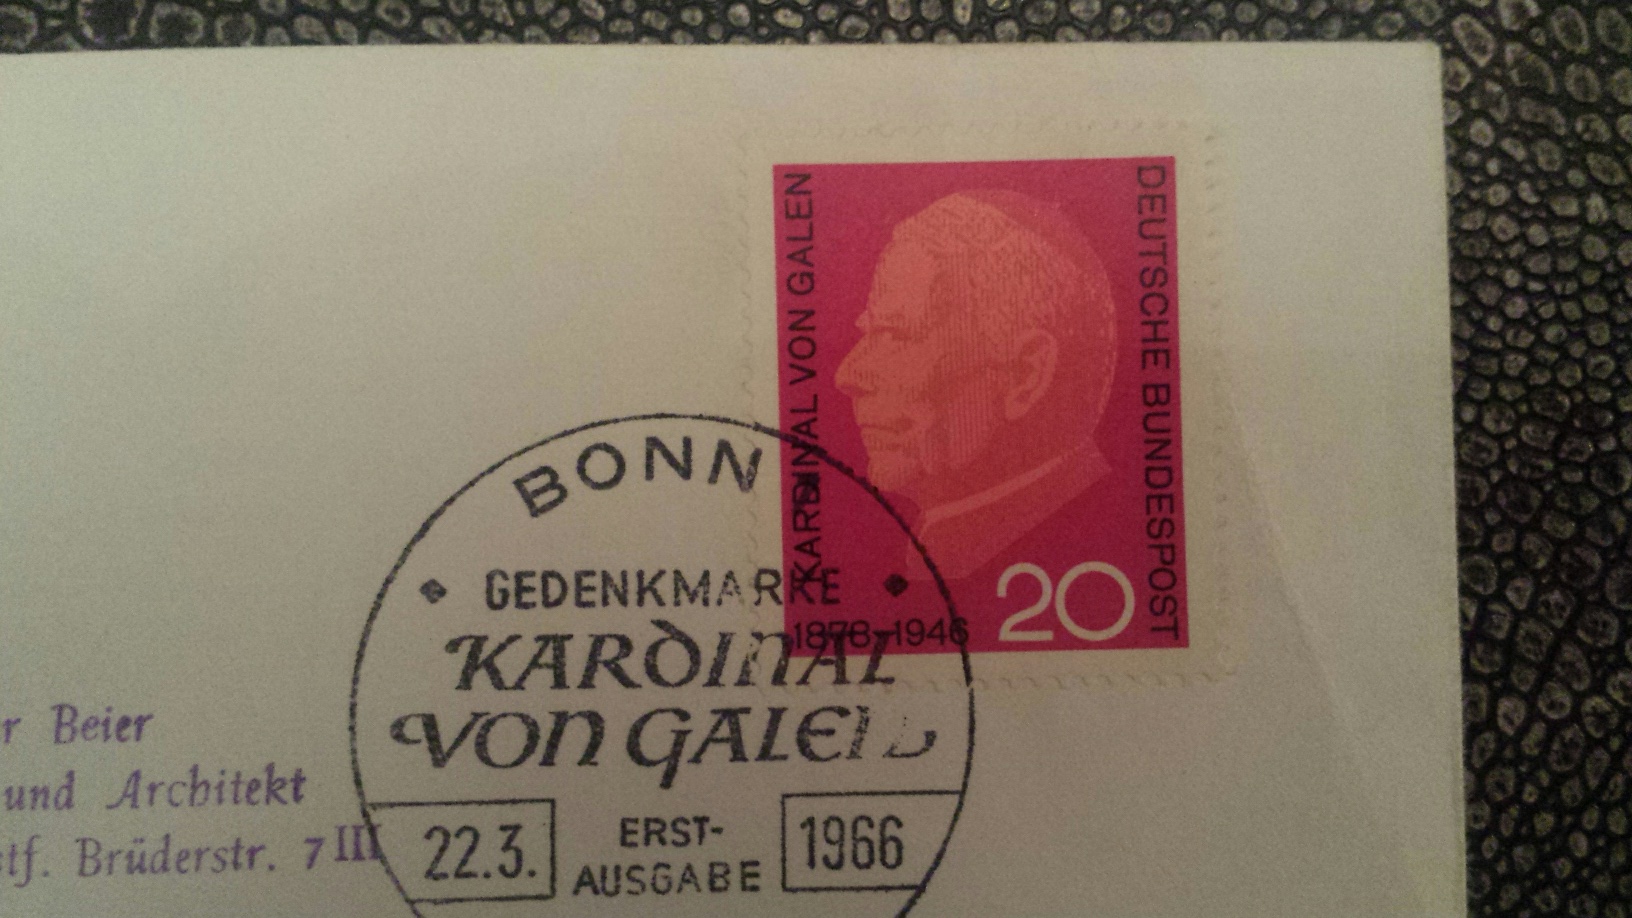 KARDINAL VON GALEN
DEUTSCHE BUNDESPOST
1878-1946
20
BONN
GEDENKMARKE
KARDINAL
VON GALEN
22.3.
ERST-
AUSGABE
1966
r Beier
und Architekt
stf. Brüderstr. 7 III